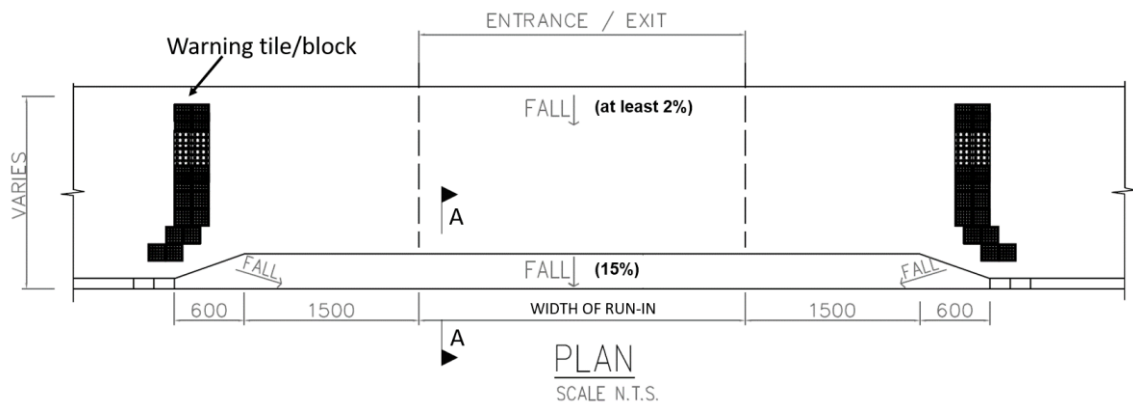 ENTRANCE / EXIT
Warning tile/block
FALL (at least 2%)
VARIES
A
FALL
FALL (15%)
FALL
600
1500
WIDTH OF RUN-IN
1500
600
A
PLAN
SCALE N.T.S.